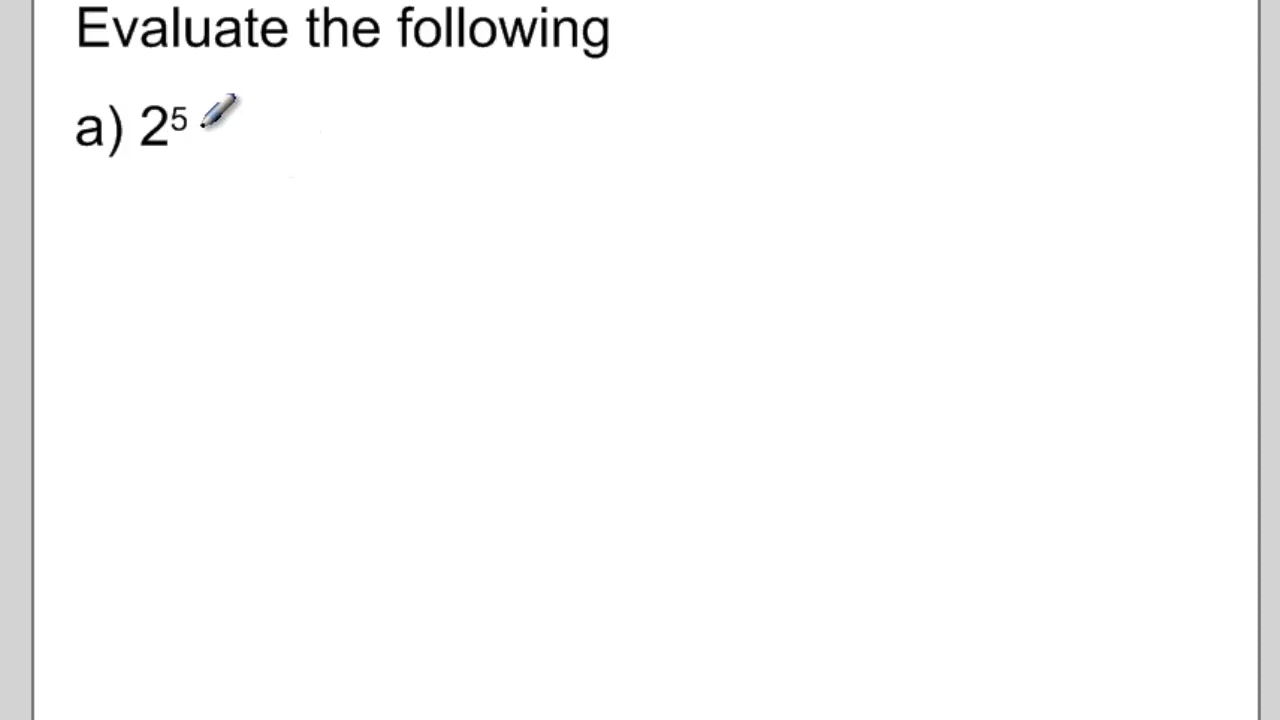 Evaluate the following
a) 2⁵